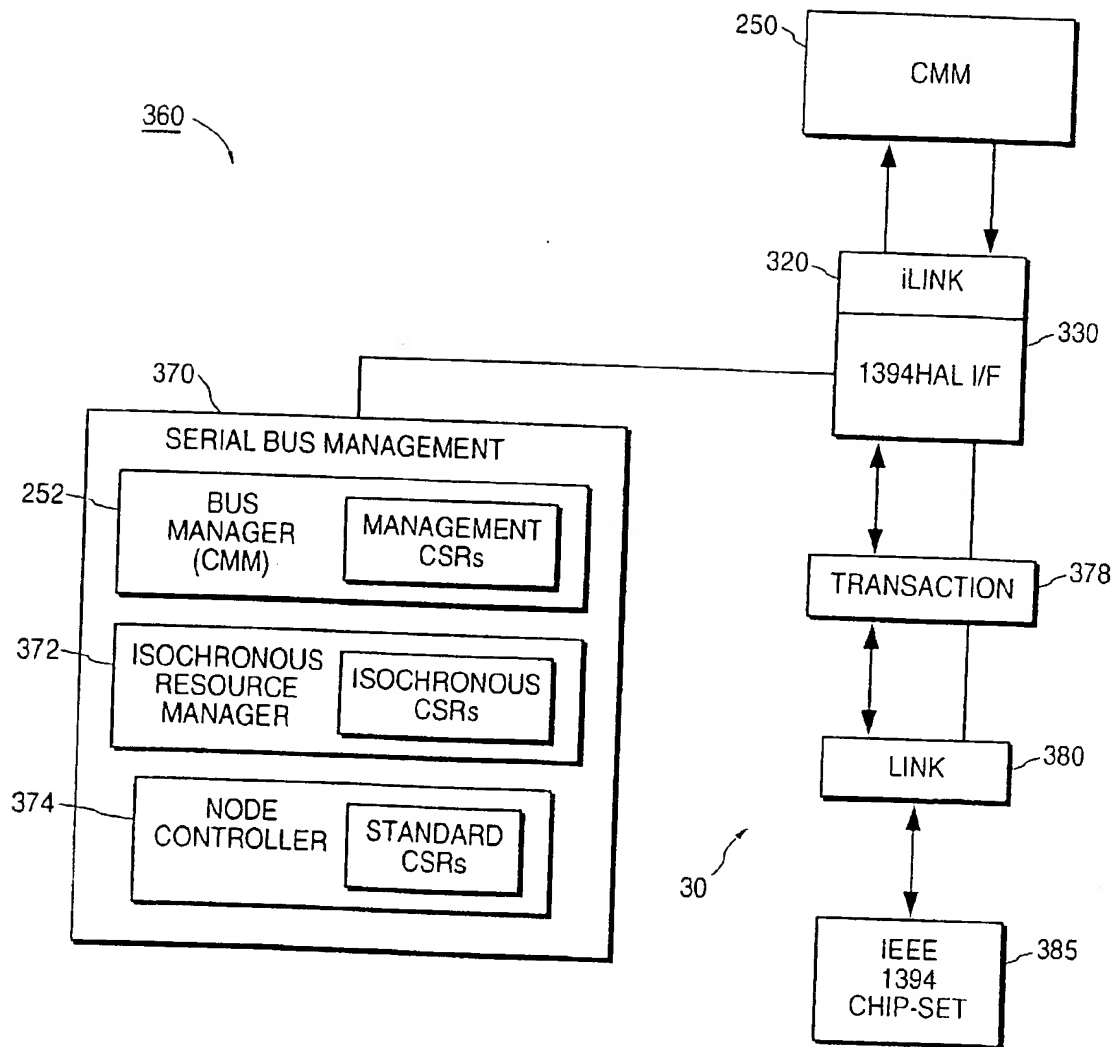 250
CMM
360
320
iLINK
330
1394HAL I/F
370
SERIAL BUS MANAGEMENT
252
BUS
MANAGER
(CMM)
MANAGEMENT
CSRs
TRANSACTION
378
372
ISOCHRONOUS
RESOURCE
MANAGER
ISOCHRONOUS
CSRs
LINK
380
374
NODE
CONTROLLER
STANDARD
CSRs
30
IEEE
1394
CHIP-SET
385